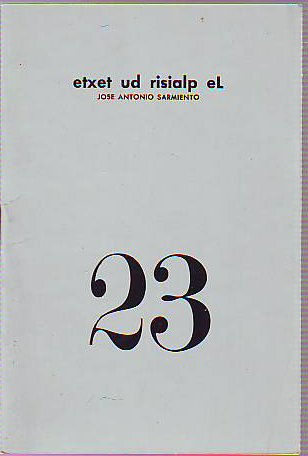 etxet ud risialp eL
JOSE ANTONIO SARMIENTO
23